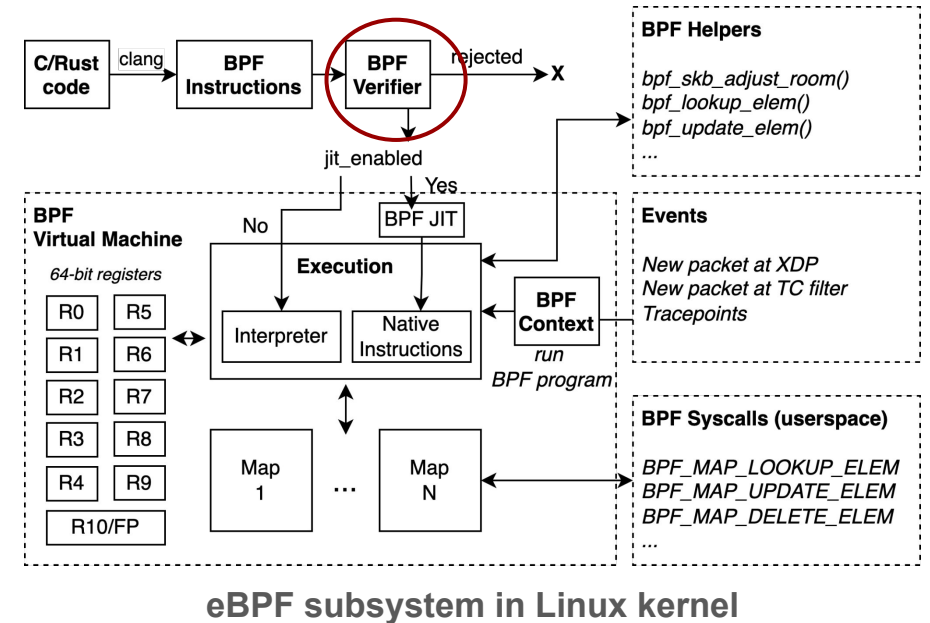 C/Rust
code
clang
BPF
Instructions
BPF
Verifier
rejected
X
jit_enabled
Yes
No
BPF JIT
BPF
Virtual Machine
64-bit registers
R0
R5
R1
R6
R2
R7
R3
R8
R4
R9
R10/FP
Execution
Interpreter
Native
Instructions
BPF
Context
run
BPF program
Map
1
...
Map
N
BPF Helpers
bpf_skb_adjust_room()
bpf_lookup_elem()
bpf_update_elem()
...
Events
New packet at XDP
New packet at TC filter
Tracepoints
BPF Syscalls (userspace)
BPF_MAP_LOOKUP_ELEM
BPF_MAP_UPDATE_ELEM
BPF_MAP_DELETE_ELEM
...
eBPF subsystem in Linux kernel